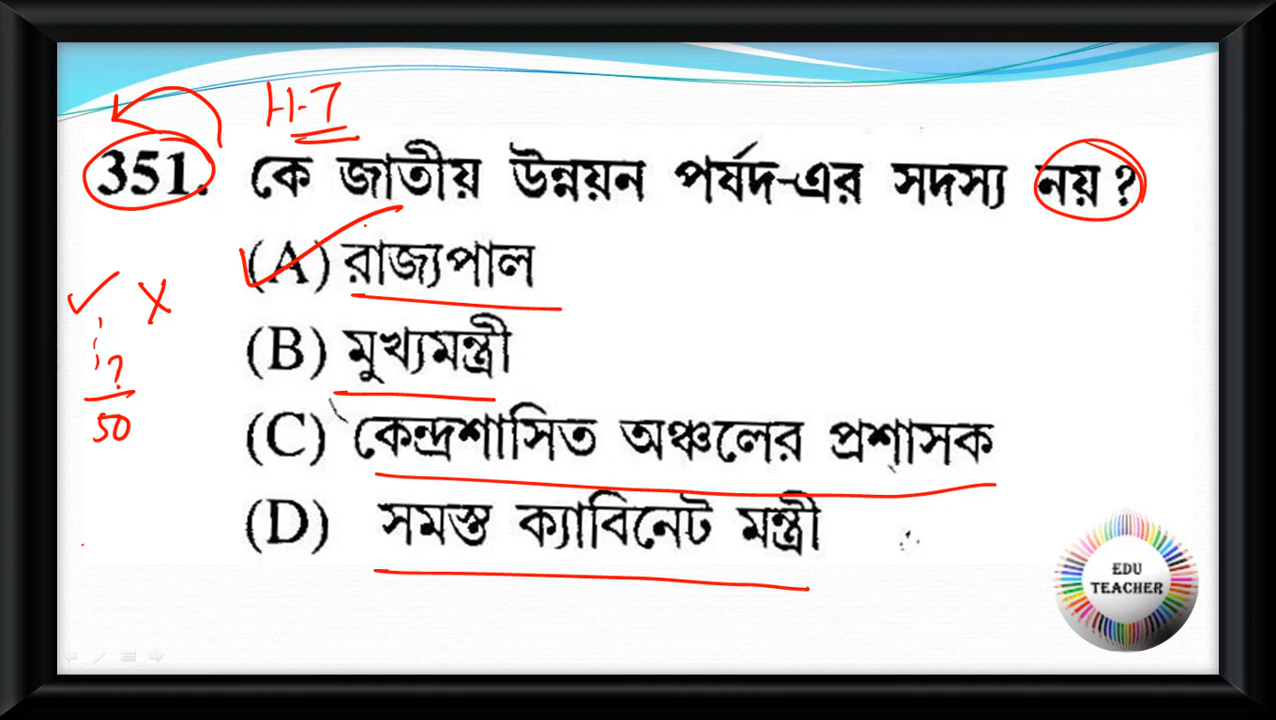 H-7
351. কে জাতীয় উন্নয়ন পর্ষদ-এর সদস্য নয় ?
(A) রাজ্যপাল
(B) মুখ্যমন্ত্রী
(C) কেন্দ্রশাসিত অঞ্চলের প্রশাসক
(D) সমস্ত ক্যাবিনেট মন্ত্রী
?
50
EDU
TEACHER